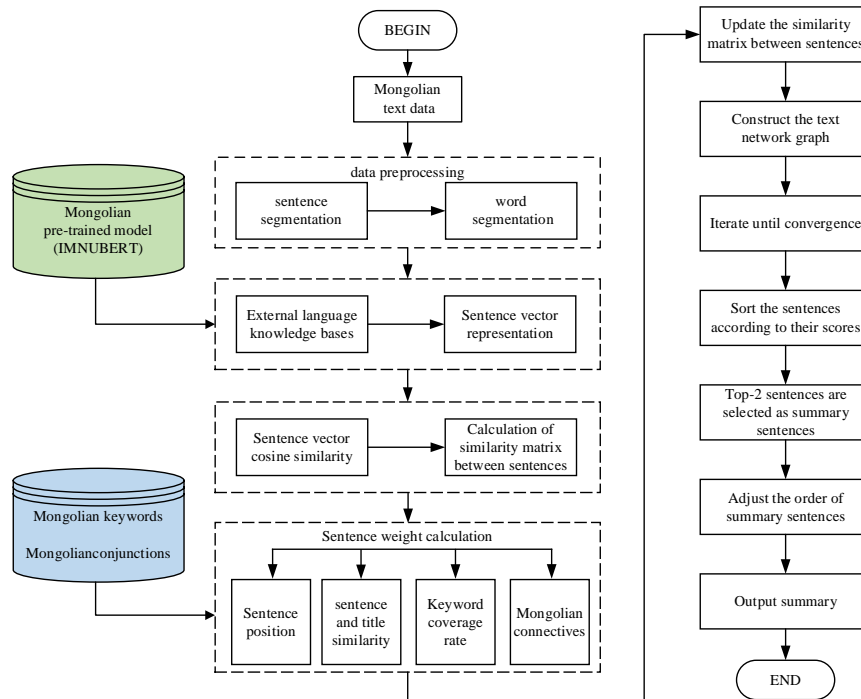 BEGIN
Mongolian
text data
data preprocessing
sentence
segmentation
word
segmentation
Mongolian
pre-trained model
(IMNUBERT)
External language
knowledge bases
Sentence vector
representation
Sentence vector
cosine similarity
Calculation of
similarity matrix
between sentences
Mongolian keywords
Mongolianconjunctions
Sentence weight calculation
Sentence
position
sentence
and title
similarity
Keyword
coverage
rate
Mongolian
connectives
Update the similarity
matrix between sentences
Construct the text
network graph
Iterate until convergence
Sort the sentences
according to their scores
Top-2 sentences are
selected as summary
sentences
Adjust the order of
summary sentences
Output summary
END